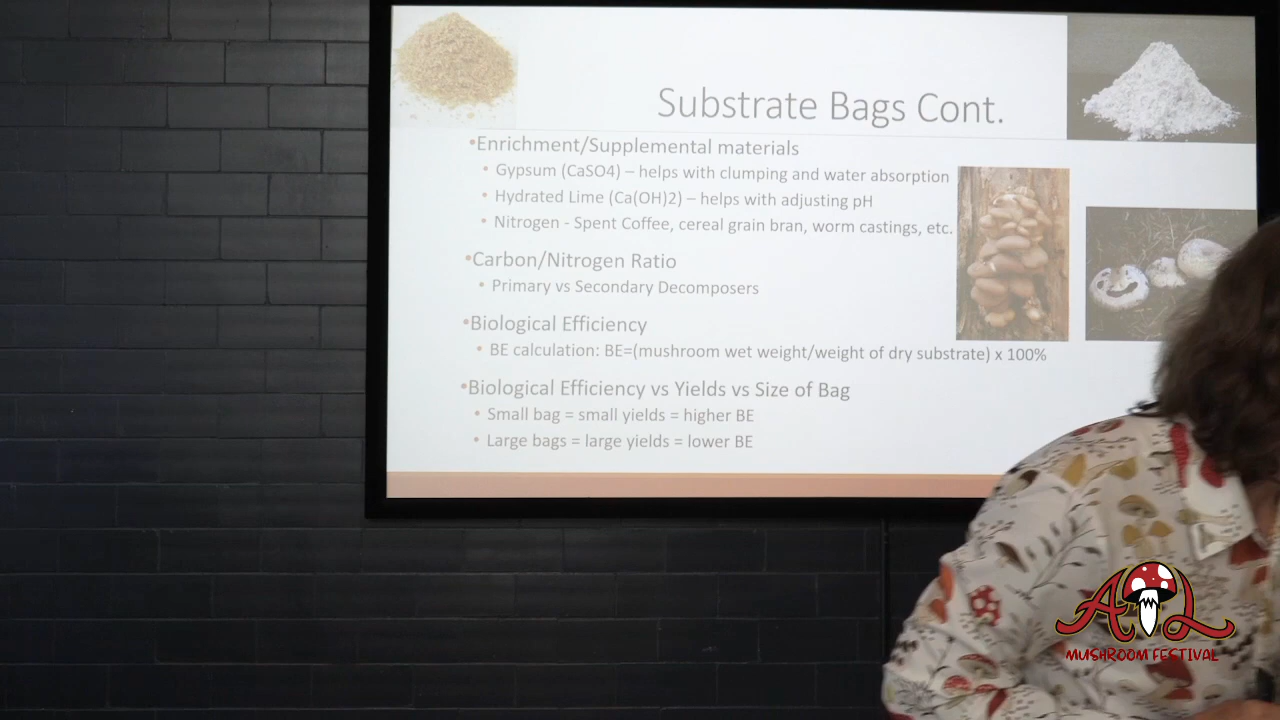 Substrate Bags Cont.
•Enrichment/Supplemental materials
• Gypsum (CaSO4) – helps with clumping and water absorption
• Hydrated Lime (Ca(OH)2) – helps with adjusting pH
• Nitrogen - Spent Coffee, cereal grain bran, worm castings, etc.
•Carbon/Nitrogen Ratio
• Primary vs Secondary Decomposers
•Biological Efficiency
• BE calculation: BE=(mushroom wet weight/weight of dry substrate) x 100%
•Biological Efficiency vs Yields vs Size of Bag
• Small bag = small yields = higher BE
• Large bags = large yields = lower BE
ATL
MUSHROOM FESTIVAL